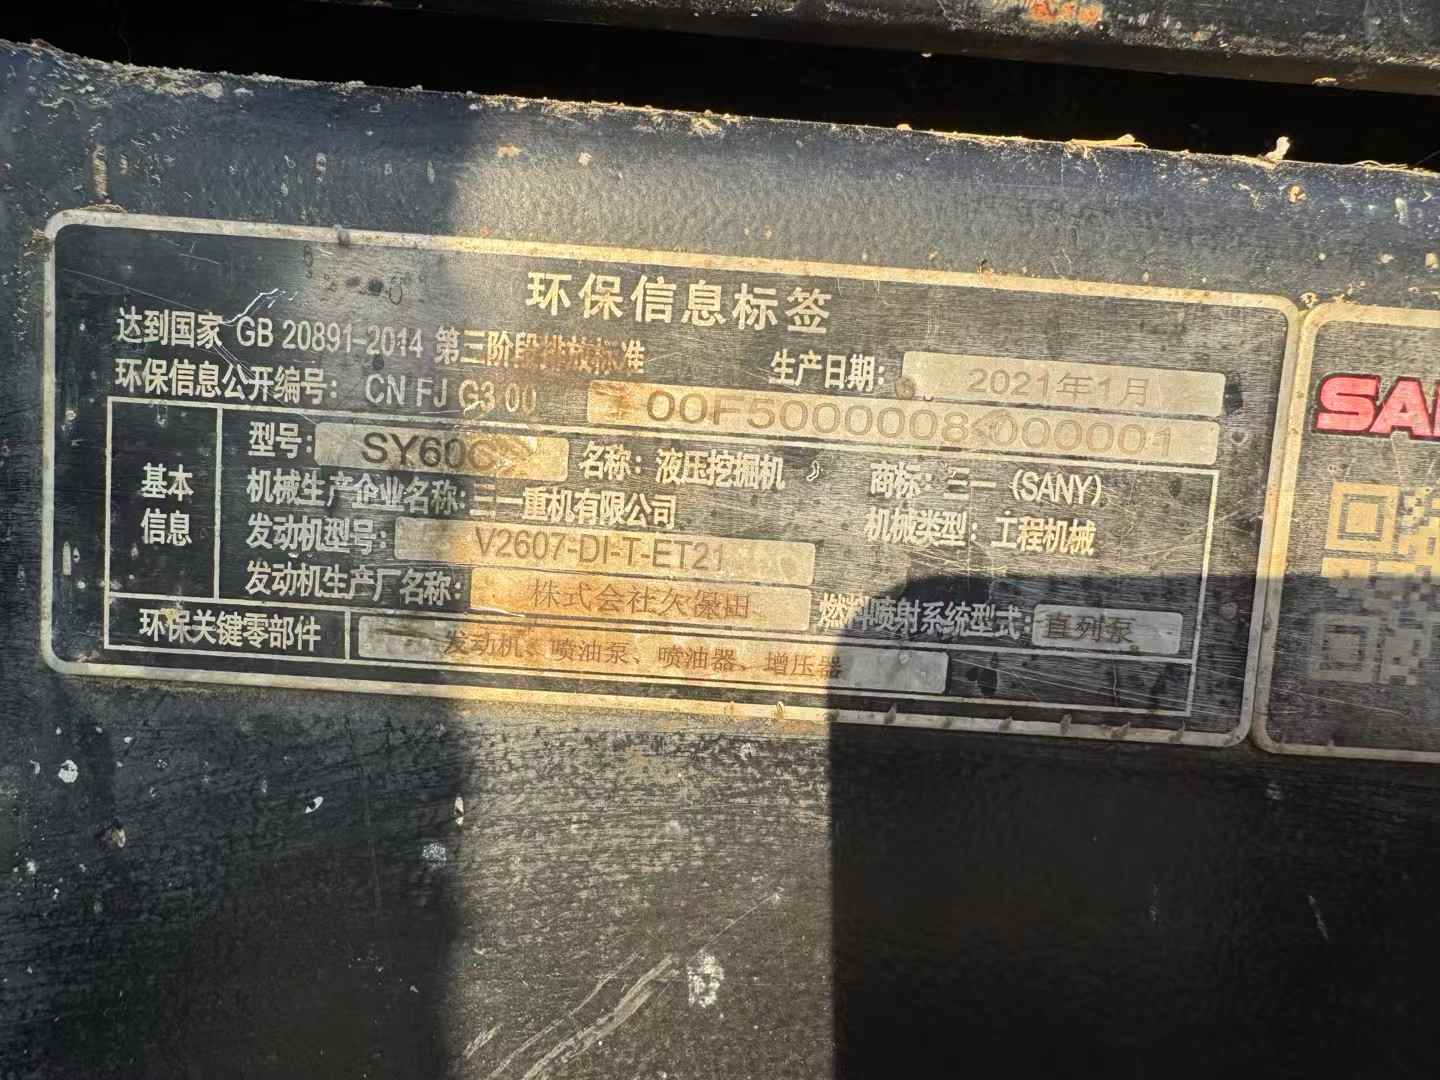 环保信息标签
达到国家 GB 20891-2014 第三阶段排放标准 生产日期: 2021年1月
环保信息公开编号: CN FJ G3 00 00F5000008-000001
基本信息
型号: SY60C 名称: 液压挖掘机 商标: 三一 (SANY)
机械生产企业名称: 三一重机有限公司 机械类型: 工程机械
发动机型号: V2607-DI-T-ET21
发动机生产厂名称: 株式会社久保田 燃料喷射系统型式: 直列泵
环保关键零部件 发动机、喷油泵、喷油器、增压器
SAN